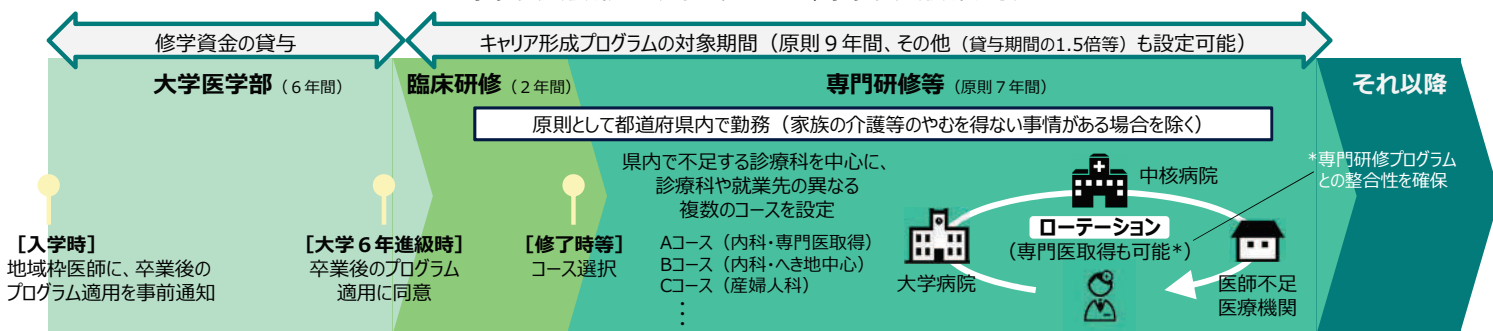 修学資金の貸与
キャリア形成プログラムの対象期間（原則９年間、その他（貸与期間の1.5倍等）も設定可能）
大学医学部（６年間）
臨床研修（２年間）
専門研修等（原則７年間）
それ以降
原則として都道府県内で勤務（家族の介護等のやむを得ない事情がある場合を除く）
[入学時]
地域枠医師に、卒業後の
プログラム適用を事前通知
[大学６年進級時]
卒業後のプログラム
適用に同意
[修了時等]
コース選択
県内で不足する診療科を中心に、
診療科や就業先の異なる
複数のコースを設定
Aコース（内科・専門医取得）
Bコース（内科・へき地中心）
Cコース（産婦人科）
：
中核病院
ローテーション
（専門医取得も可能*）
大学病院
医師不足
医療機関
*専門研修プログラム
との整合性を確保